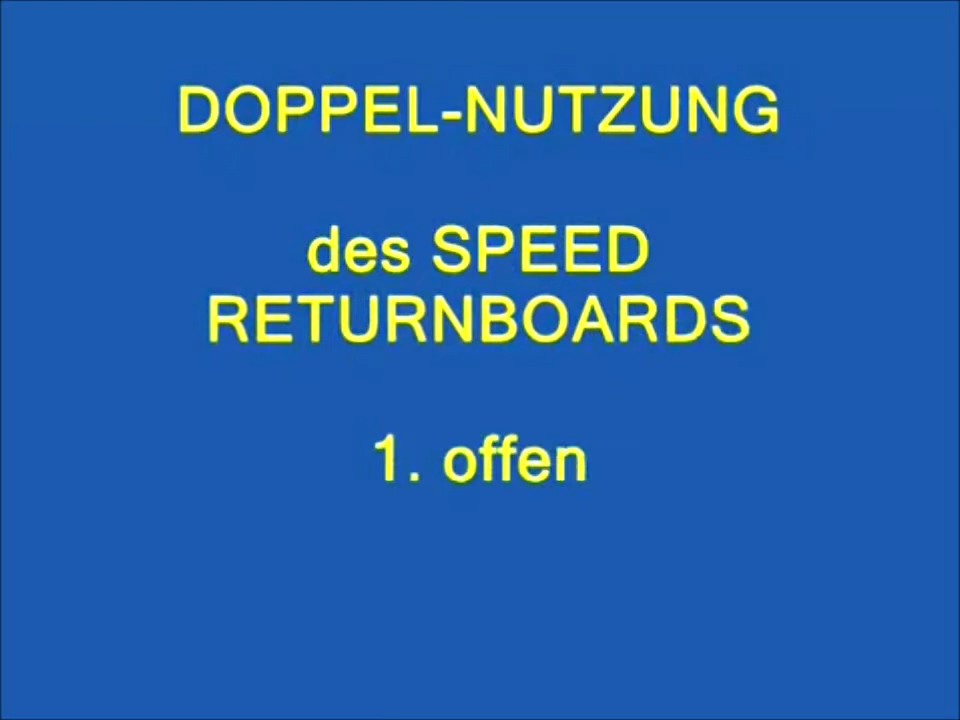 DOPPEL-NUTZUNG
des SPEED
RETURNBOARDS
1. offen